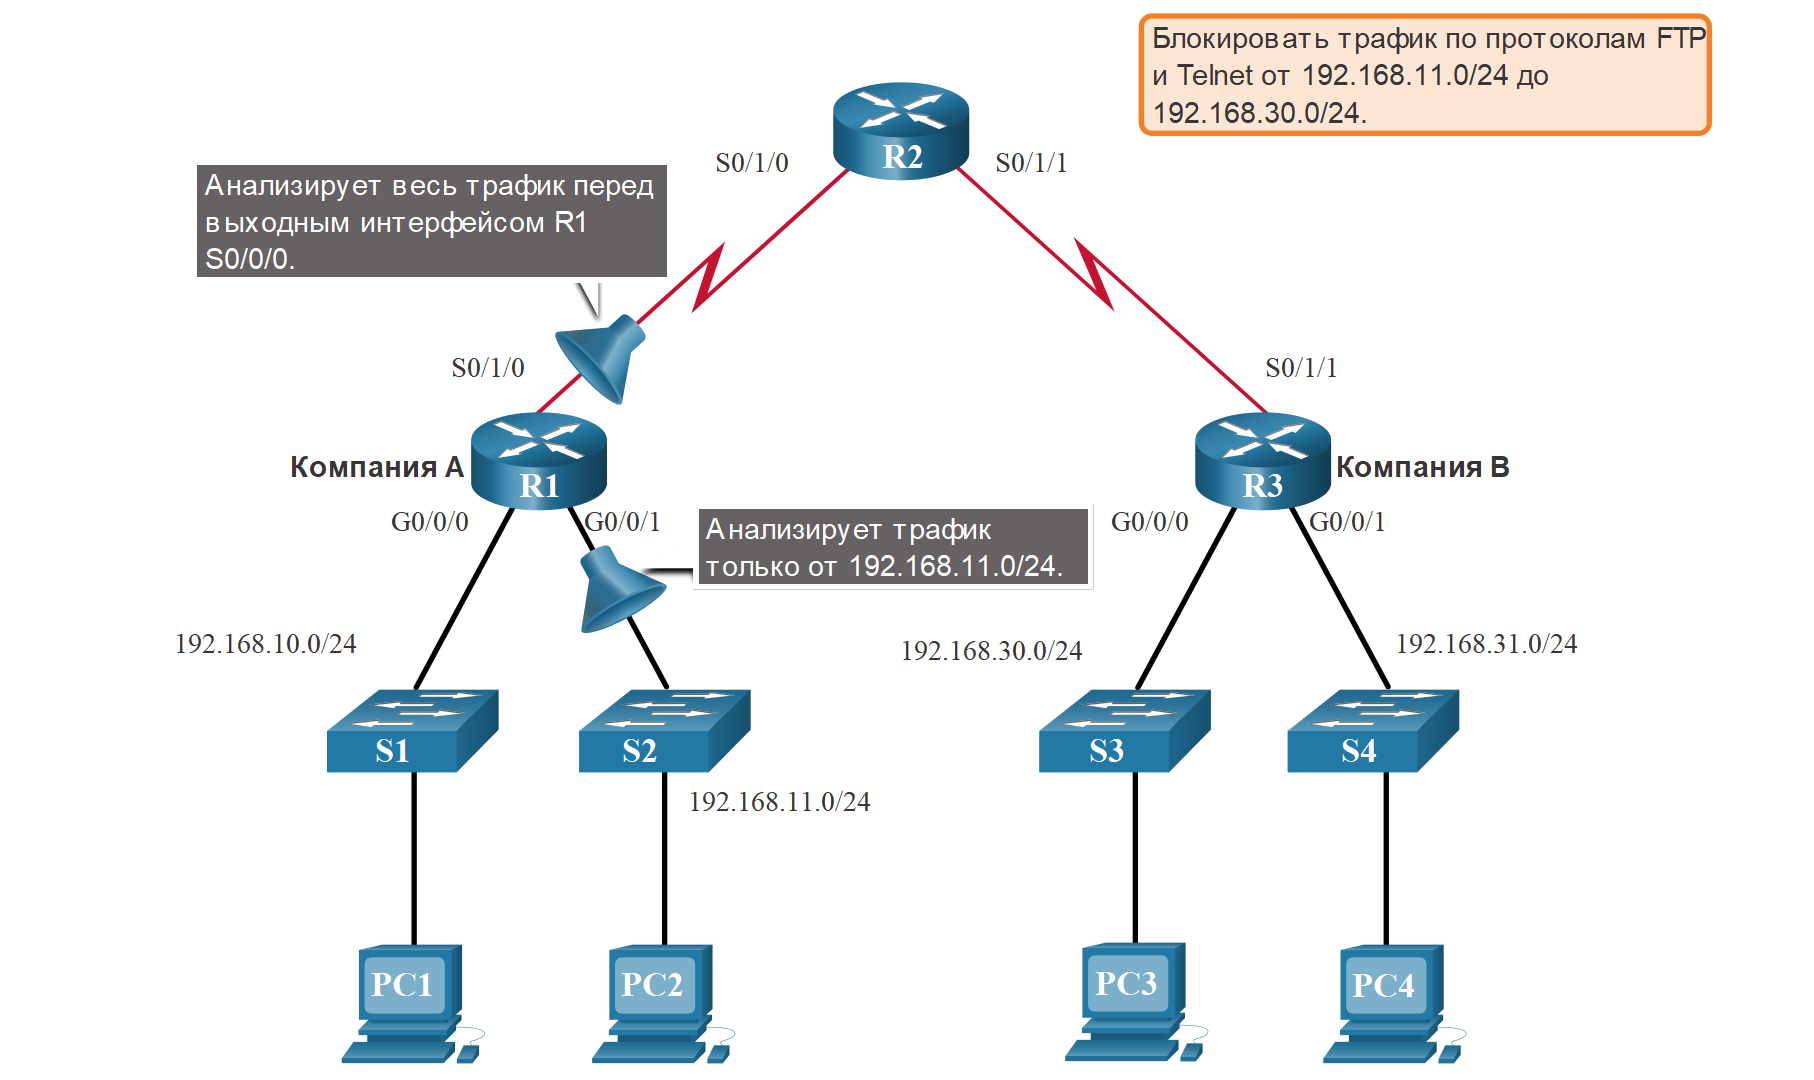 Блокировать трафик по протоколам FTP
и Telnet от 192.168.11.0/24 до
192.168.30.0/24.
R2
S0/1/0
S0/1/1
Анализирует весь трафик перед
выходным интерфейсом R1
S0/0/0.
S0/1/0
S0/1/1
Компания A
R1
R3
Компания B
G0/0/0
G0/0/1
G0/0/0
G0/0/1
Анализирует трафик
только от 192.168.11.0/24.
192.168.10.0/24
192.168.30.0/24
192.168.31.0/24
S1
S2
S3
S4
192.168.11.0/24
PC1
PC2
PC3
PC4